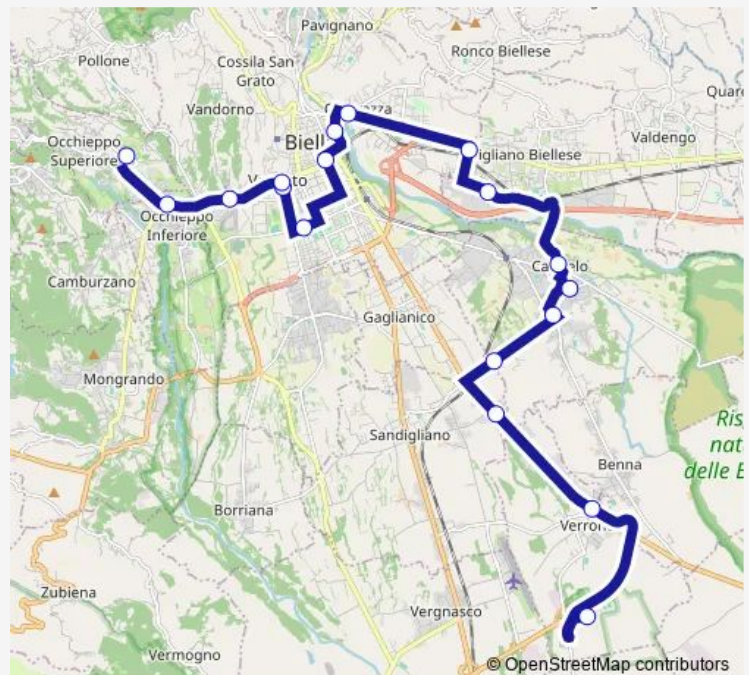 Pavignano
Pollone
Cossila San
Grato
Ronco Biellese
Vandorno
Valdengo
Occhieppo
Superiore
Occhieppo
Inferiore
Camburzano
Gaglianico
Mongrando
Sandigliano
Benna
Borriana
Zubiena
Vergnasco
Vermogno
© OpenStreetMap contributors